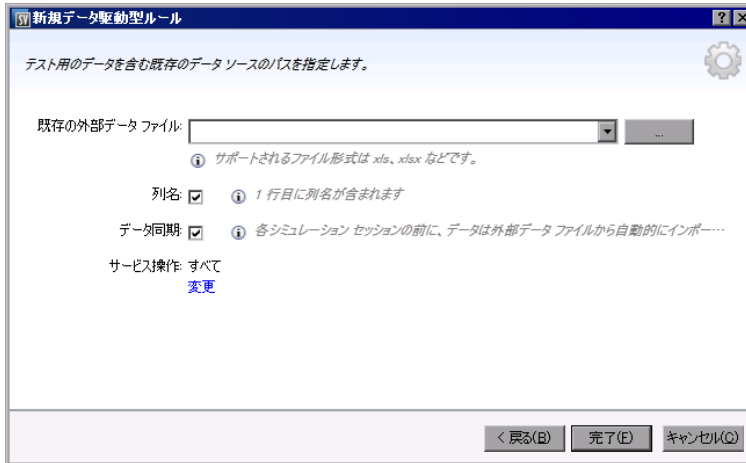 SV 新規データ駆動型ルール
テスト用のデータを含む既存のデータ ソースのパスを指定します。
既存の外部データ ファイル: ...
サポートされるファイル形式は xls、xlsx などです。
列名: 1 行目に列名が含まれます
データ同期: 各シミュレーション セッションの前に、データは外部データ ファイルから自動的にインポー…
サービス操作: すべて
変更
< 戻る(B) 完了(F) キャンセル(C)